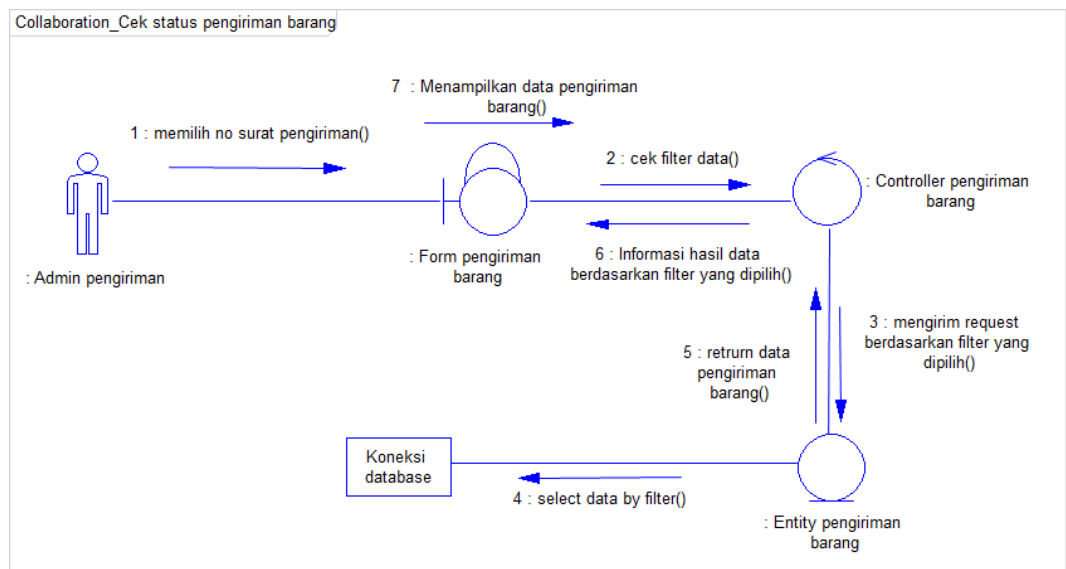 Collaboration_Cek status pengiriman barang
7 : Menampilkan data pengiriman
barang()
1 : memilih no surat pengiriman()
2 : cek filter data()
: Controller pengiriman
barang
: Admin pengiriman
: Form pengiriman
barang
6 : Informasi hasil data
berdasarkan filter yang dipilih()
3 : mengirim request
berdasarkan filter yang
dipilih()
5 : retrurn data
pengiriman
barang()
Koneksi
database
4 : select data by filter()
: Entity pengiriman
barang